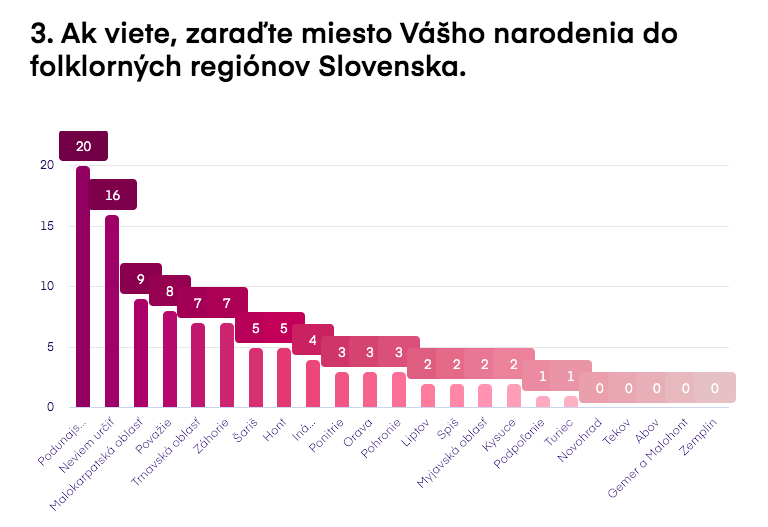 3. Ak viete, zaraďte miesto Vášho narodenia do
folklorných regiónov Slovenska.
20
16
9
8
7
7
5
5
4
3
3
3
2
2
2
2
1
1
0
0
0
0
0
20
15
10
5
0
Podunajs...
Neviem určiť
Malokarpatská oblasť
Považie
Trnavská oblasť
Záhorie
Šariš
Hont
Iná...
Ponitrie
Orava
Pohronie
Liptov
Spiš
Myjavská oblasť
Kysuce
Podpoľanie
Turiec
Novohrad
Tekov
Abov
Gemer a Malohont
Zemplín